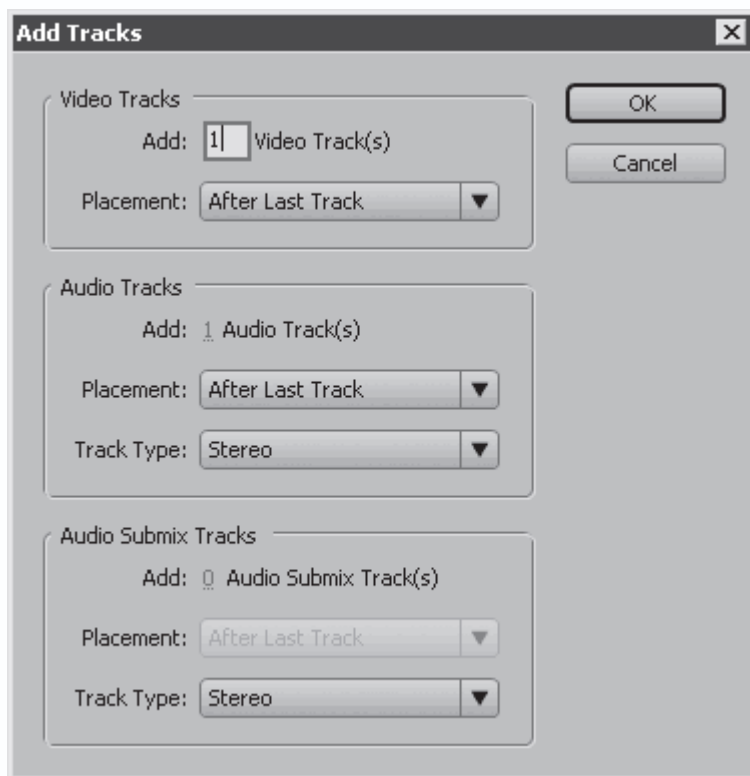 Add Tracks
Video Tracks
Add: 1 Video Track(s)
Placement: After Last Track
Audio Tracks
Add: 1 Audio Track(s)
Placement: After Last Track
Track Type: Stereo
Audio Submix Tracks
Add: 0 Audio Submix Track(s)
Placement: After Last Track
Track Type: Stereo
OK
Cancel